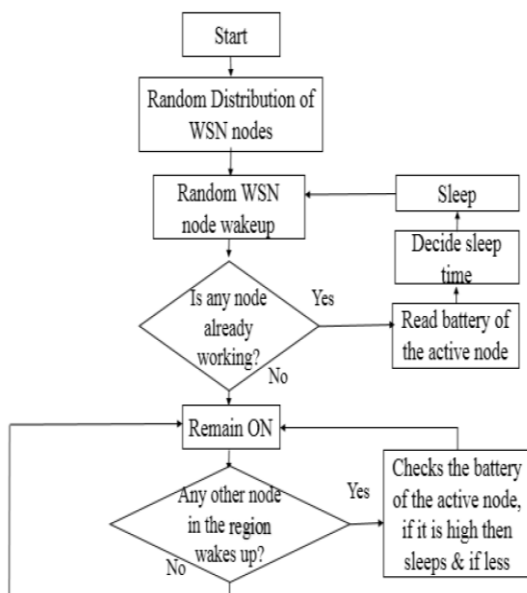 Start
Random Distribution of
WSN nodes
Random WSN
node wakeup
Sleep
Decide sleep
time
Is any node
already
working?
Yes
Read battery of
the active node
No
Remain ON
Any other node
in the region
wakes up?
Yes
Checks the battery
of the active node,
if it is high then
sleeps & if less
No